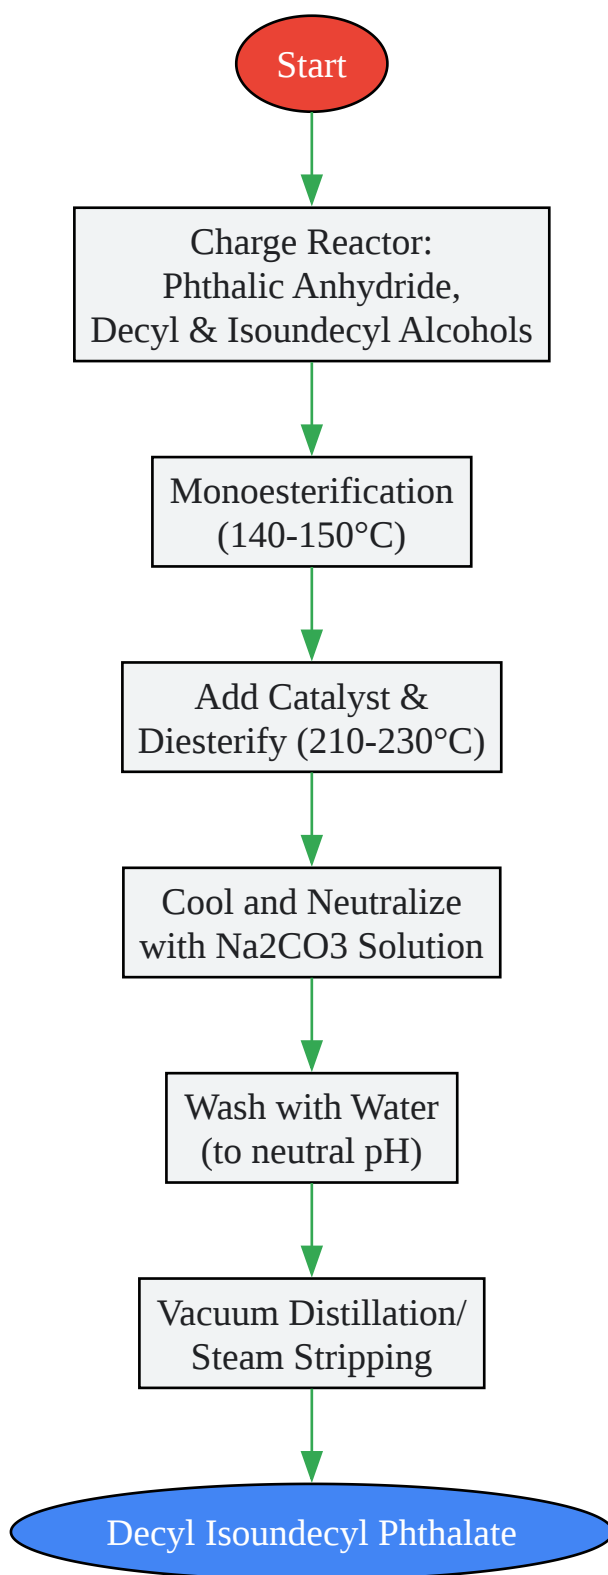 Start
Charge Reactor:
Phthalic Anhydride,
Decyl & Isoundecyl Alcohols
Monoesterification
(140-150°C)
Add Catalyst &
Diesterify (210-230°C)
Cool and Neutralize
with Na2CO3 Solution
Wash with Water
(to neutral pH)
Vacuum Distillation/
Steam Stripping
Decyl Isoundecyl Phthalate